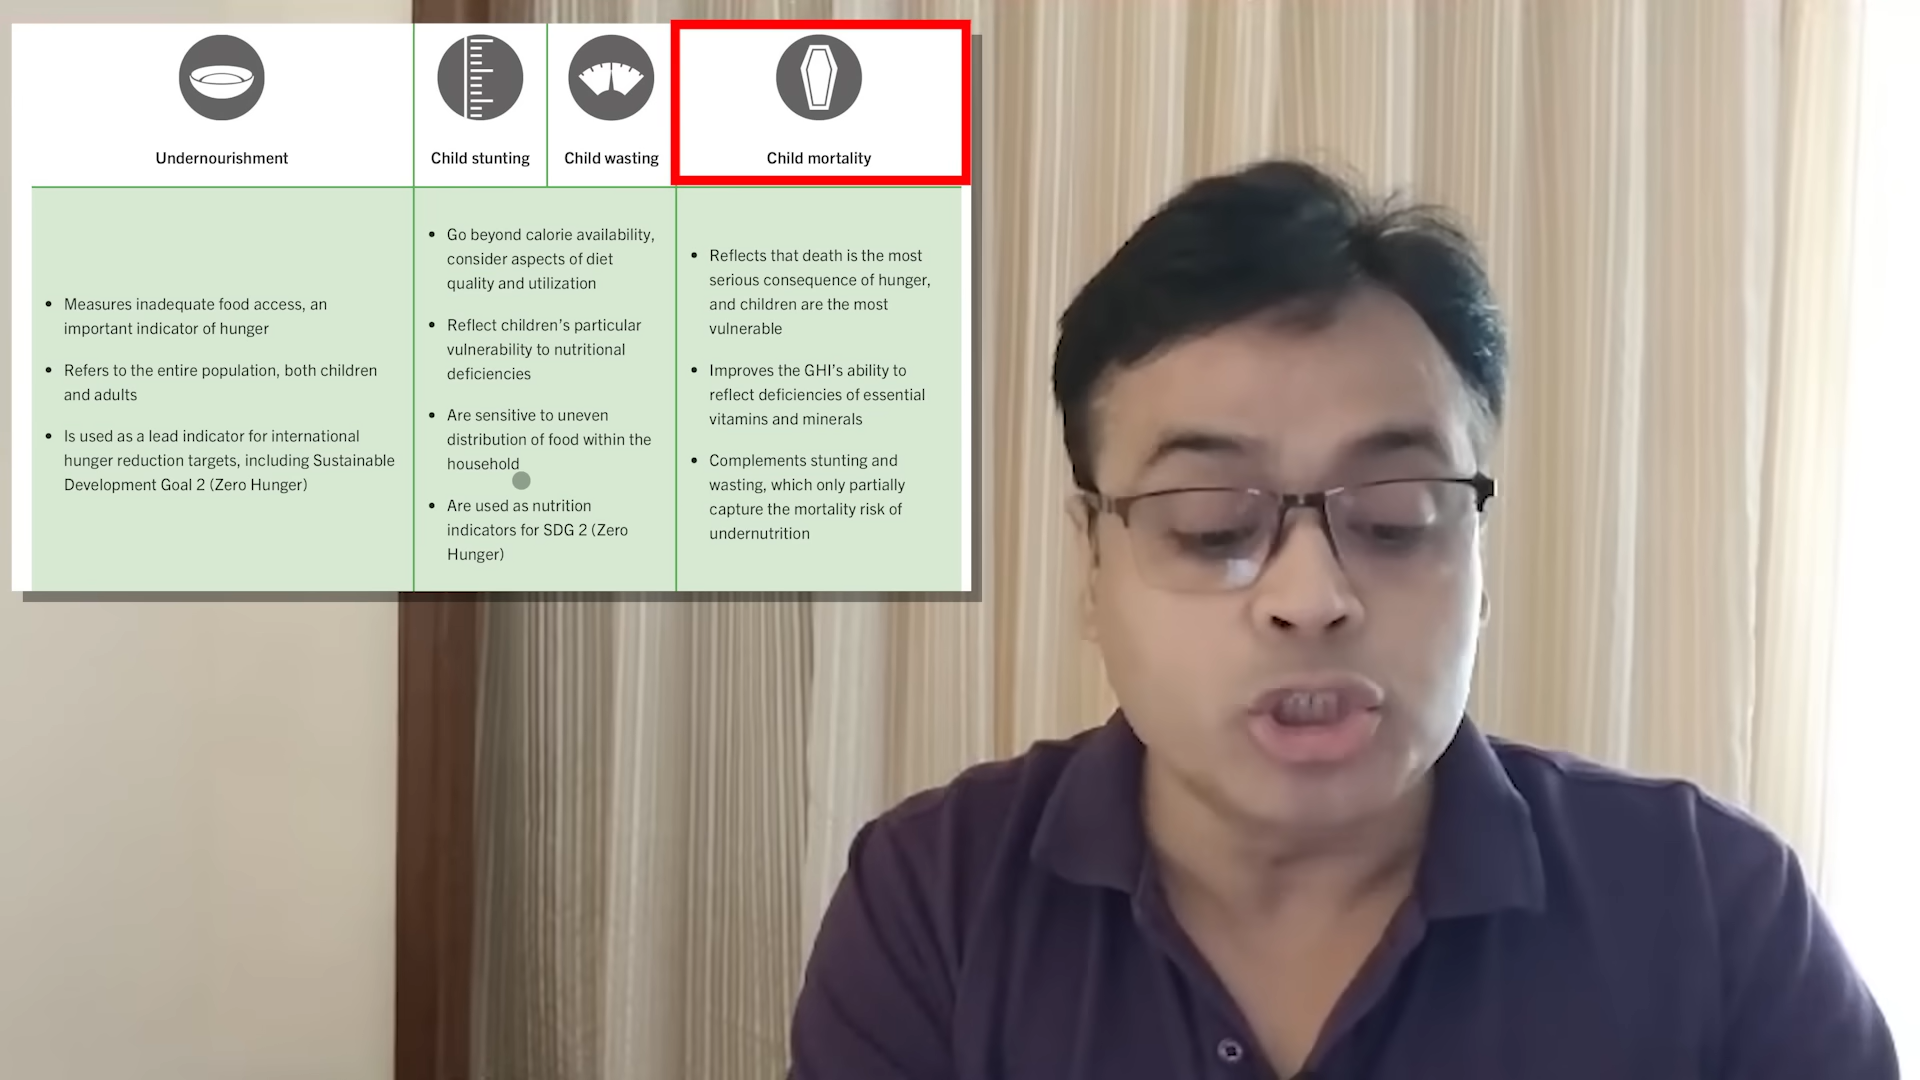 Undernourishment
Child stunting
Child wasting
Child mortality
• Measures inadequate food access, an
important indicator of hunger
• Refers to the entire population, both children
and adults
• Is used as a lead indicator for international
hunger reduction targets, including Sustainable
Development Goal 2 (Zero Hunger)
• Go beyond calorie availability,
consider aspects of diet
quality and utilization
• Reflect children’s particular
vulnerability to nutritional
deficiencies
• Are sensitive to uneven
distribution of food within the
household
• Are used as nutrition
indicators for SDG 2 (Zero
Hunger)
• Reflects that death is the most
serious consequence of hunger,
and children are the most
vulnerable
• Improves the GHI’s ability to
reflect deficiencies of essential
vitamins and minerals
• Complements stunting and
wasting, which only partially
capture the mortality risk of
undernutrition